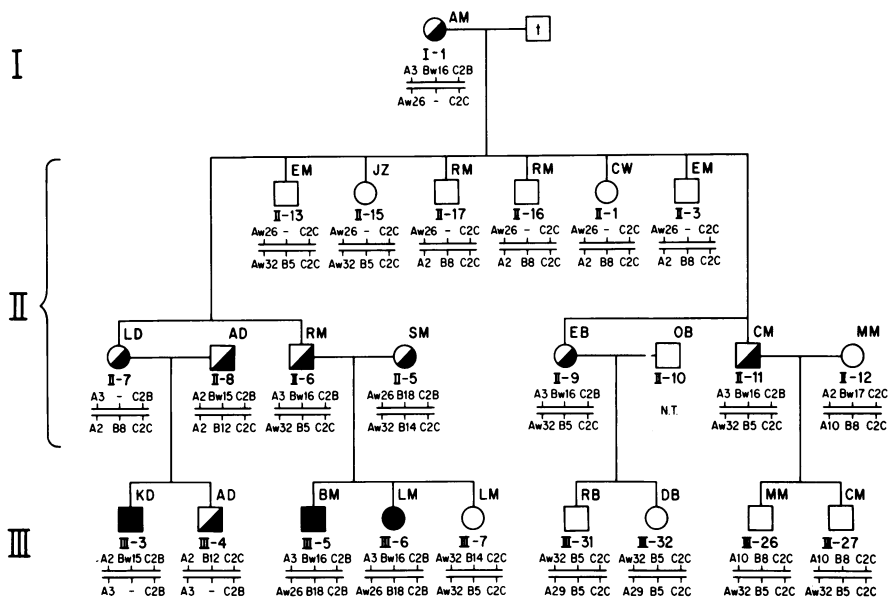 I
AM
t
I-1
A3 Bw16 C2B
Aw26 - C2C
II
EM JZ RM RM CW EM
II-13 II-15 II-17 II-16 II-1 II-3
Aw26 - C2C Aw26 - C2C Aw26 - C2C Aw26 - C2C Aw26 - C2C Aw26 - C2C
Aw32 B5 C2C Aw32 B5 C2C A2 B8 C2C A2 B8 C2C A2 B8 C2C A2 B8 C2C
LD AD RM SM EB OB CM MM
II-7 II-8 II-6 II-5 II-9 II-10 II-11 II-12
A3 - C2B A2 Bw15 C2B A3 Bw16 C2B Aw26 B18 C2B A3 Bw16 C2B N.T. A3 Bw16 C2B A2 Bw17 C2C
A2 B8 C2C A2 B12 C2C Aw32 B5 C2C Aw32 B14 C2C Aw32 B5 C2C Aw32 B5 C2C A10 B8 C2C
III
KD AD BM LM LM RB DB MM CM
III-3 III-4 III-5 III-6 III-7 III-31 III-32 III-26 III-27
A2 Bw15 C2B A2 B12 C2C A3 Bw16 C2B A3 Bw16 C2B Aw32 B14 C2C Aw32 B5 C2C Aw32 B5 C2C A10 B8 C2C A10 B8 C2C
A3 - C2B A3 - C2B Aw26 B18 C2B Aw26 B18 C2B Aw32 B5 C2C A29 B5 C2C A29 B5 C2C Aw32 B5 C2C Aw32 B5 C2C